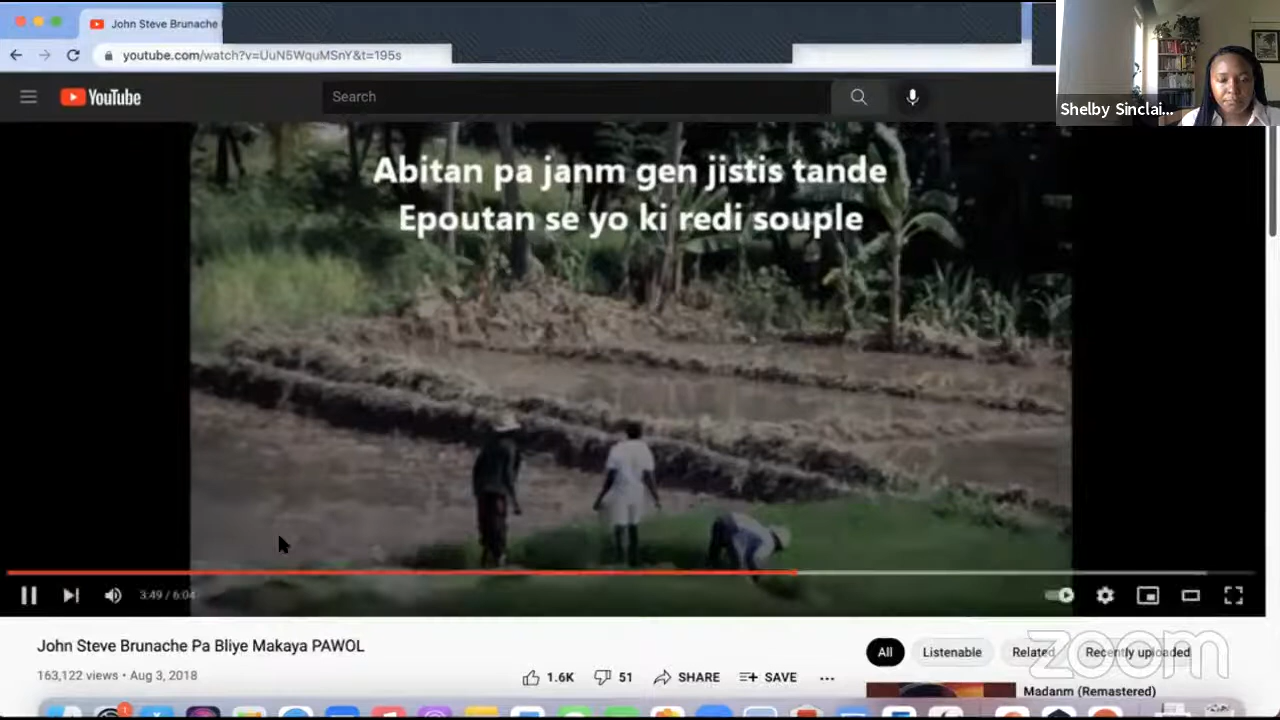 John Steve Brunache
youtube.com/watch?v=UuN5WquMSnY&t=195s
YouTube
Search
Shelby Sinclai...
Abitan pa janm gen jistis tande
Epoutan se yo ki redi souple
3:49 / 6:04
John Steve Brunache Pa Bliye Makaya PAWOL
163,122 views • Aug 3, 2018
1.6K
51
SHARE
SAVE
All
Listenable
Related
Recently uploaded
zoom
Madanm (Remastered)
1